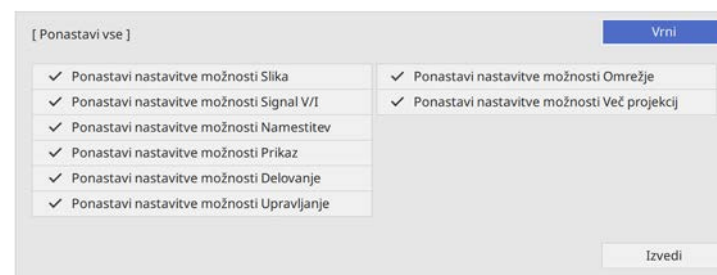 [ Ponastavi vse ]
Vrni
Ponastavi nastavitve možnosti Slika
Ponastavi nastavitve možnosti Signal V/I
Ponastavi nastavitve možnosti Namestitev
Ponastavi nastavitve možnosti Prikaz
Ponastavi nastavitve možnosti Delovanje
Ponastavi nastavitve možnosti Upravljanje
Ponastavi nastavitve možnosti Omrežje
Ponastavi nastavitve možnosti Več projekcij
Izvedi